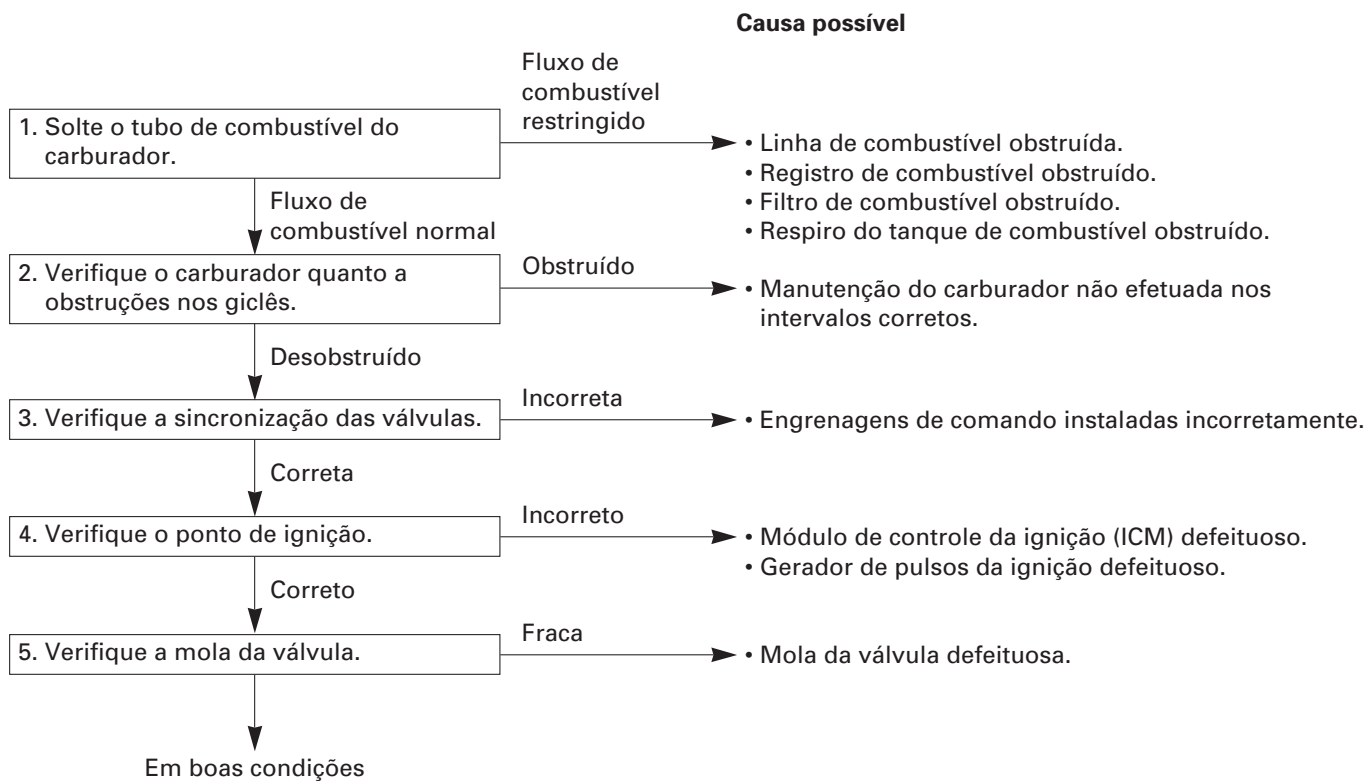 Causa possível
Fluxo de
combustível
restringido
1. Solte o tubo de combustível do
carburador.
• Linha de combustível obstruída.
• Registro de combustível obstruído.
• Filtro de combustível obstruído.
• Respiro do tanque de combustível obstruído.
Fluxo de
combustível normal
2. Verifique o carburador quanto a
obstruções nos giclês.
Obstruído
• Manutenção do carburador não efetuada nos
intervalos corretos.
Desobstruído
3. Verifique a sincronização das válvulas.
Incorreta
• Engrenagens de comando instaladas incorretamente.
Correta
4. Verifique o ponto de ignição.
Incorreto
• Módulo de controle da ignição (ICM) defeituoso.
• Gerador de pulsos da ignição defeituoso.
Correto
5. Verifique a mola da válvula.
Fraca
• Mola da válvula defeituosa.
Em boas condições